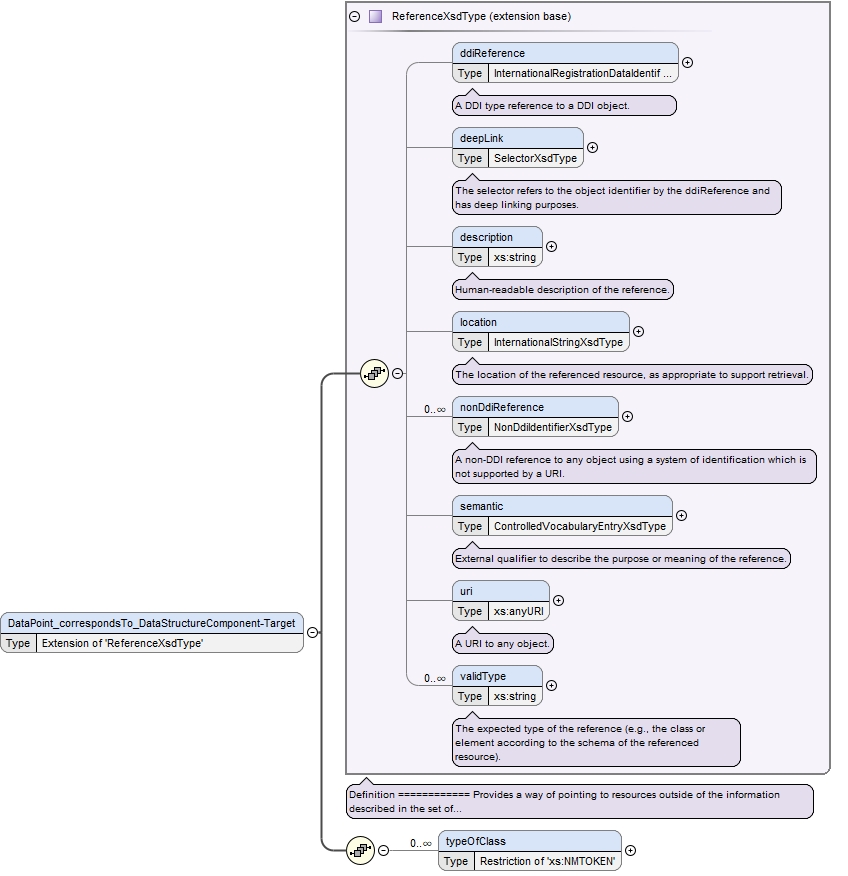 ReferenceXsdType (extension base)
ddiReference
Type InternationalRegistrationDataIdentif ...
A DDI type reference to a DDI object.
deepLink
Type SelectorXsdType
The selector refers to the object identifier by the ddiReference and
has deep linking purposes.
description
Type xs:string
Human-readable description of the reference.
location
Type InternationalStringXsdType
The location of the referenced resource, as appropriate to support retrieval.
0..∞ nonDdiReference
Type NonDdiIdentifierXsdType
A non-DDI reference to any object using a system of identification which is
not supported by a URI.
semantic
Type ControlledVocabularyEntryXsdType
External qualifier to describe the purpose or meaning of the reference.
uri
Type xs:anyURI
A URI to any object.
DataPoint_correspondsTo_DataStructureComponent-Target
Type Extension of 'ReferenceXsdType'
0..∞ validType
Type xs:string
The expected type of the reference (e.g., the class or
element according to the schema of the referenced
resource).
Definition ============ Provides a way of pointing to resources outside of the information
described in the set of...
0..∞ typeOfClass
Type Restriction of 'xs:NMTOKEN'